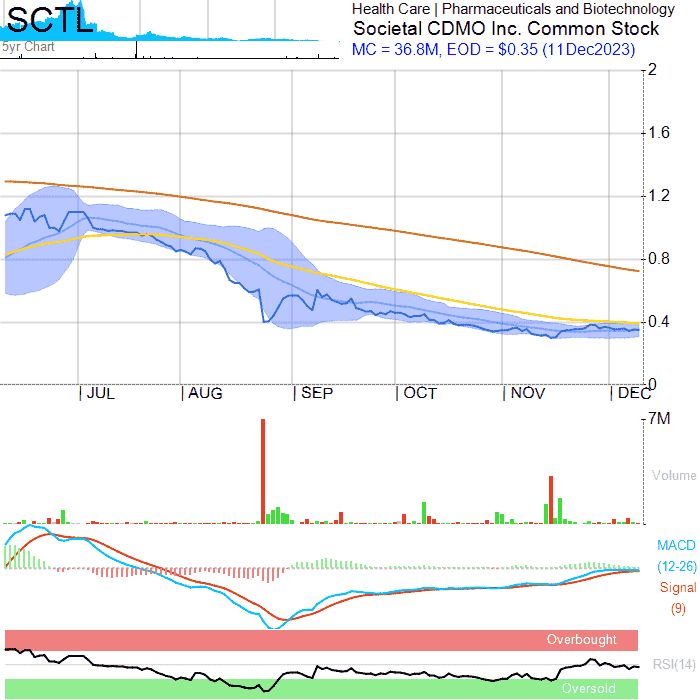 SCTL
5yr Chart
Health Care | Pharmaceuticals and Biotechnology
Societal CDMO Inc. Common Stock
MC = 36.8M, EOD = $0.35 (11Dec2023)
2
1.6
1.2
0.8
0.4
0
| JUL | AUG | SEP | OCT | NOV | DEC
7M
Volume
MACD
(12-26)
Signal
(9)
Overbought
RSI(14)
Oversold